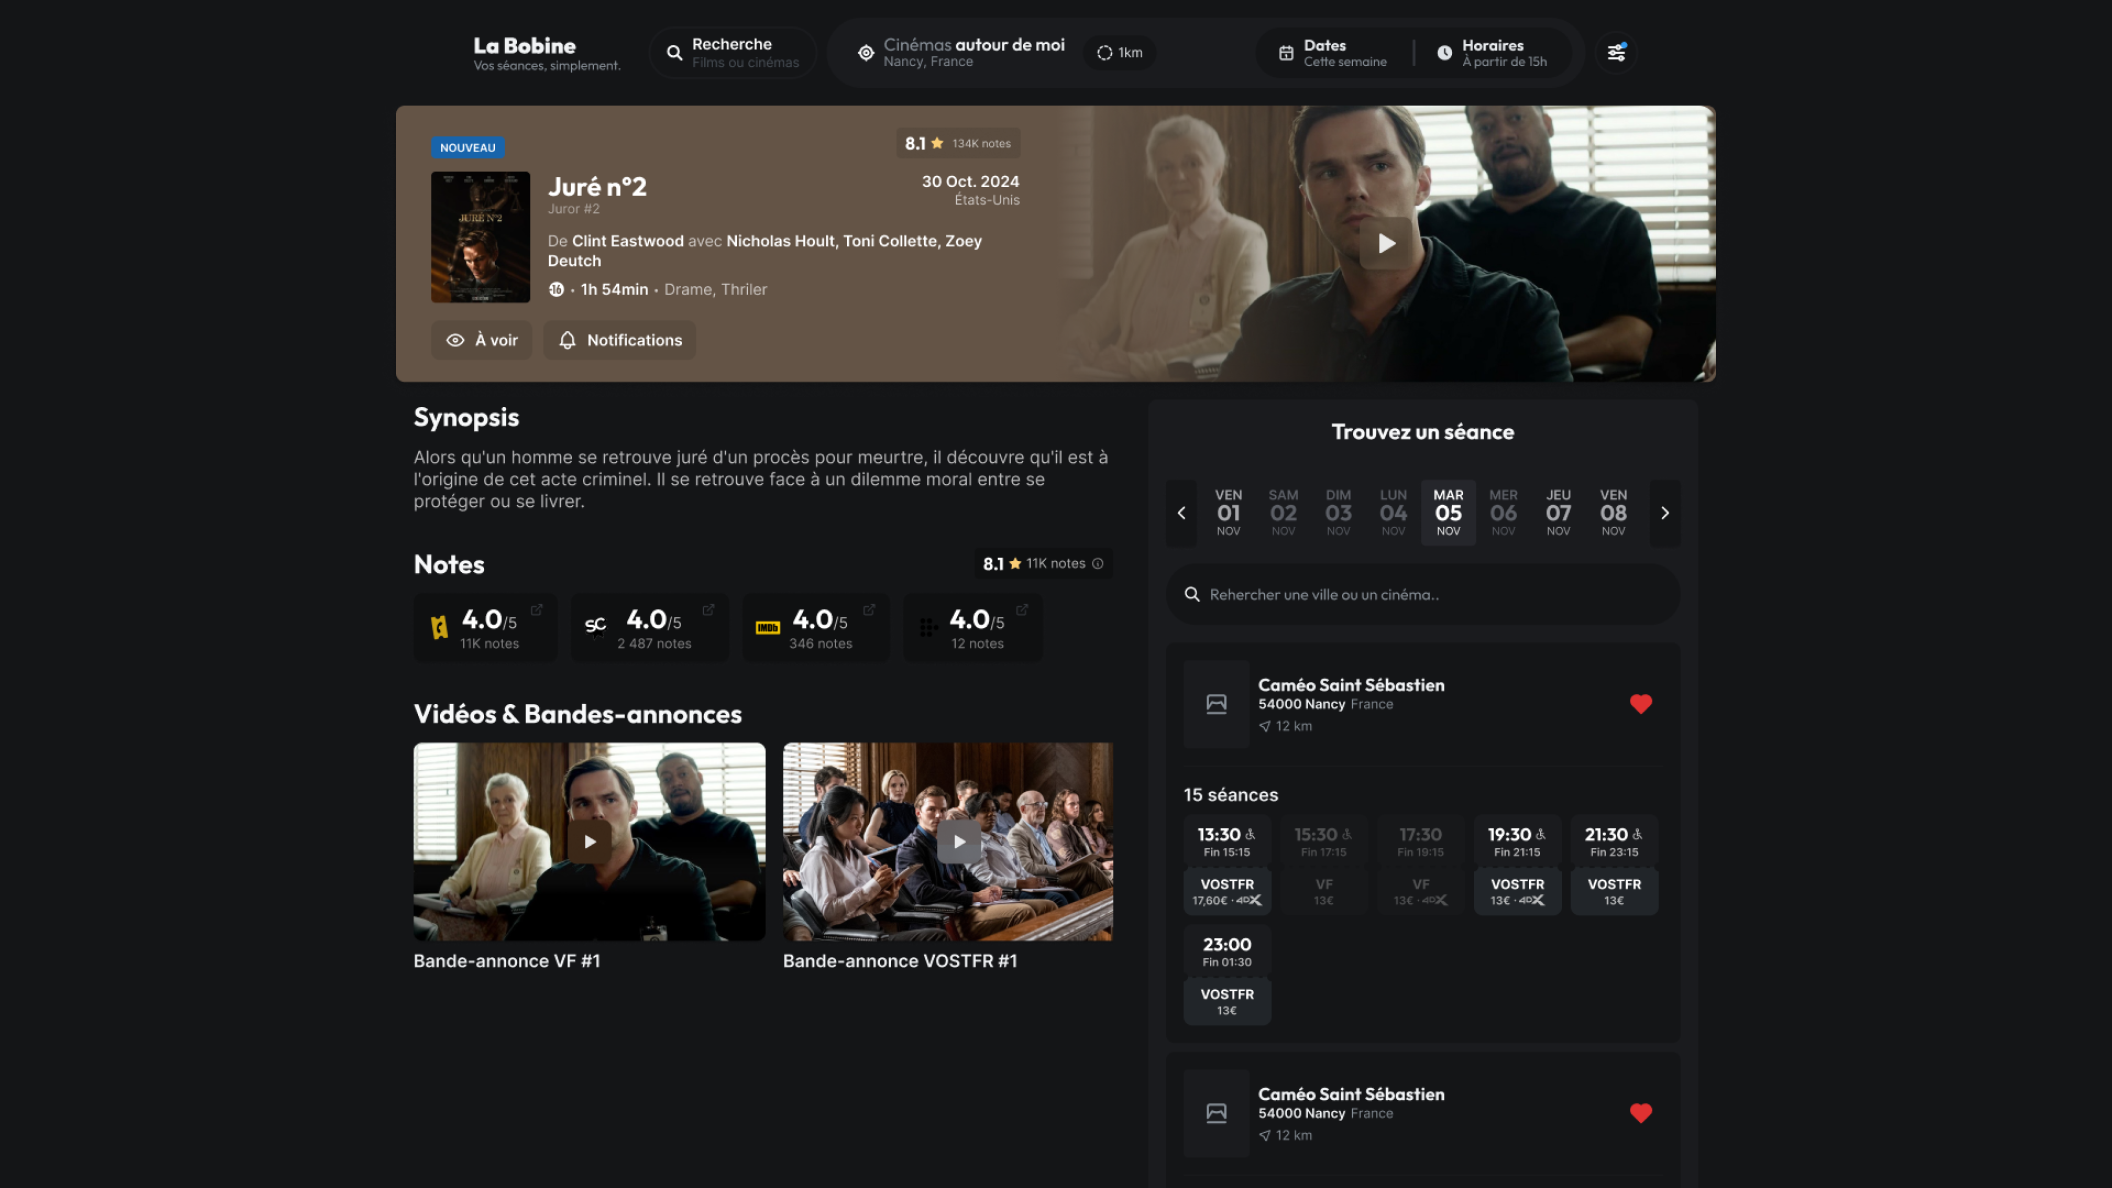 La Bobine
Vos séances, simplement.
Recherche
Films ou cinémas
Cinémas autour de moi
Nancy, France
1km
Dates
Cette semaine
Horaires
À partir de 15h
NOUVEAU
8.1 134K notes
JURÉ N°2
Juré n°2
Juror #2
30 Oct. 2024
États-Unis
De Clint Eastwood avec Nicholas Hoult, Toni Collette, Zoey
Deutch
-16 · 1h 54min · Drame, Thriler
À voir
Notifications
Synopsis
Alors qu'un homme se retrouve juré d'un procès pour meurtre, il découvre qu'il est à
l'origine de cet acte criminel. Il se retrouve face à un dilemme moral entre se
protéger ou se livrer.
Notes
8.1 11K notes
4.0/5
11K notes
SC
4.0/5
2 487 notes
IMDb
4.0/5
346 notes
4.0/5
12 notes
Vidéos & Bandes-annonces
Bande-annonce VF #1
Bande-annonce VOSTFR #1
Trouvez un séance
VEN
01
NOV
SAM
02
NOV
DIM
03
NOV
LUN
04
NOV
MAR
05
NOV
MER
06
NOV
JEU
07
NOV
VEN
08
NOV
Rehercher une ville ou un cinéma..
Caméo Saint Sébastien
54000 Nancy France
12 km
15 séances
13:30
Fin 15:15
VOSTFR
17,60€ · 4DX
15:30
Fin 17:15
VF
13€
17:30
Fin 19:15
VF
13€ · 4DX
19:30
Fin 21:15
VOSTFR
13€ · 4DX
21:30
Fin 23:15
VOSTFR
13€
23:00
Fin 01:30
VOSTFR
13€
Caméo Saint Sébastien
54000 Nancy France
12 km